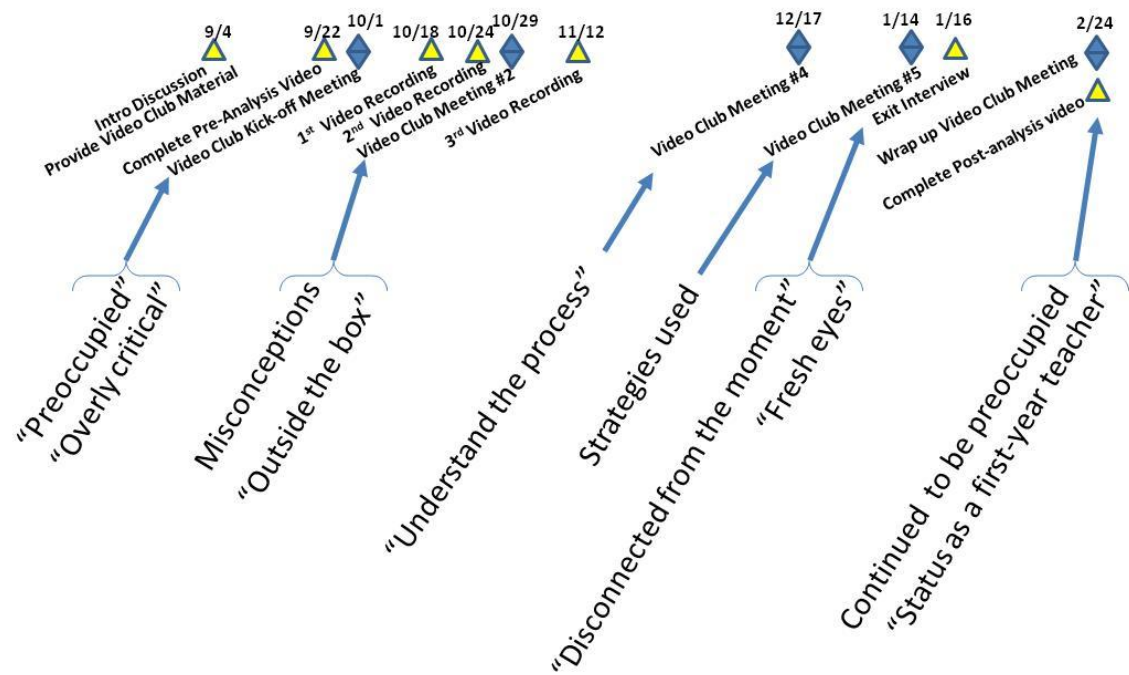 9/4
9/22
10/1
10/18
10/24
10/29
11/12
12/17
1/14
1/16
2/24
Intro Discussion
Provide Video Club Material
Complete Pre-Analysis Video
Video Club Kick-off Meeting
1st Video Recording
2nd Video Recording
Video Club Meeting #2
3rd Video Recording
Video Club Meeting #4
Video Club Meeting #5
Exit Interview
Wrap up Video Club Meeting
Complete Post-analysis video
“Preoccupied”
“Overly critical”
Misconceptions
“Outside the box”
“Understand the process”
Strategies used
“Disconnected from the moment”
“Fresh eyes”
Continued to be preoccupied
“Status as a first-year teacher”